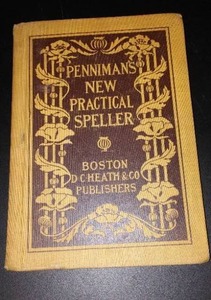 PENNIMAN'S
NEW
PRACTICAL
SPELLER
BOSTON
D·C·HEATH & CO
PUBLISHERS